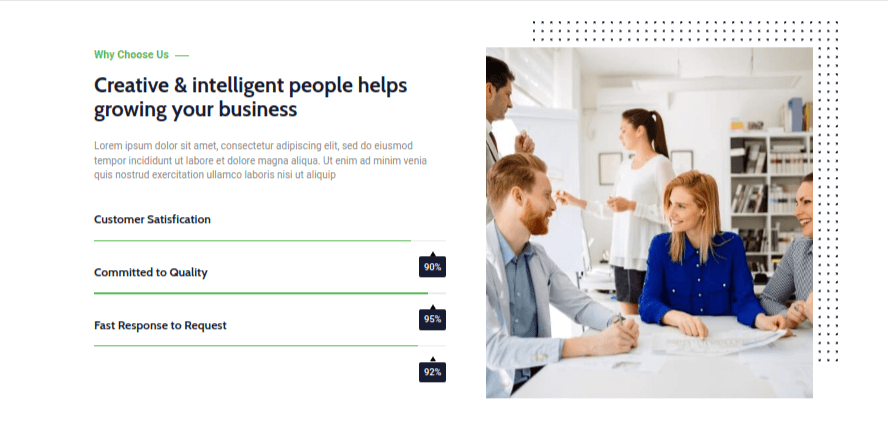 Why Choose Us
Creative & intelligent people helps
growing your business
Lorem ipsum dolor sit amet, consectetur adipiscing elit, sed do eiusmod
tempor incididunt ut labore et dolore magna aliqua. Ut enim ad minim venia
quis nostrud exercitation ullamco laboris nisi ut aliquip
Customer Satisfication
90%
Committed to Quality
95%
Fast Response to Request
92%